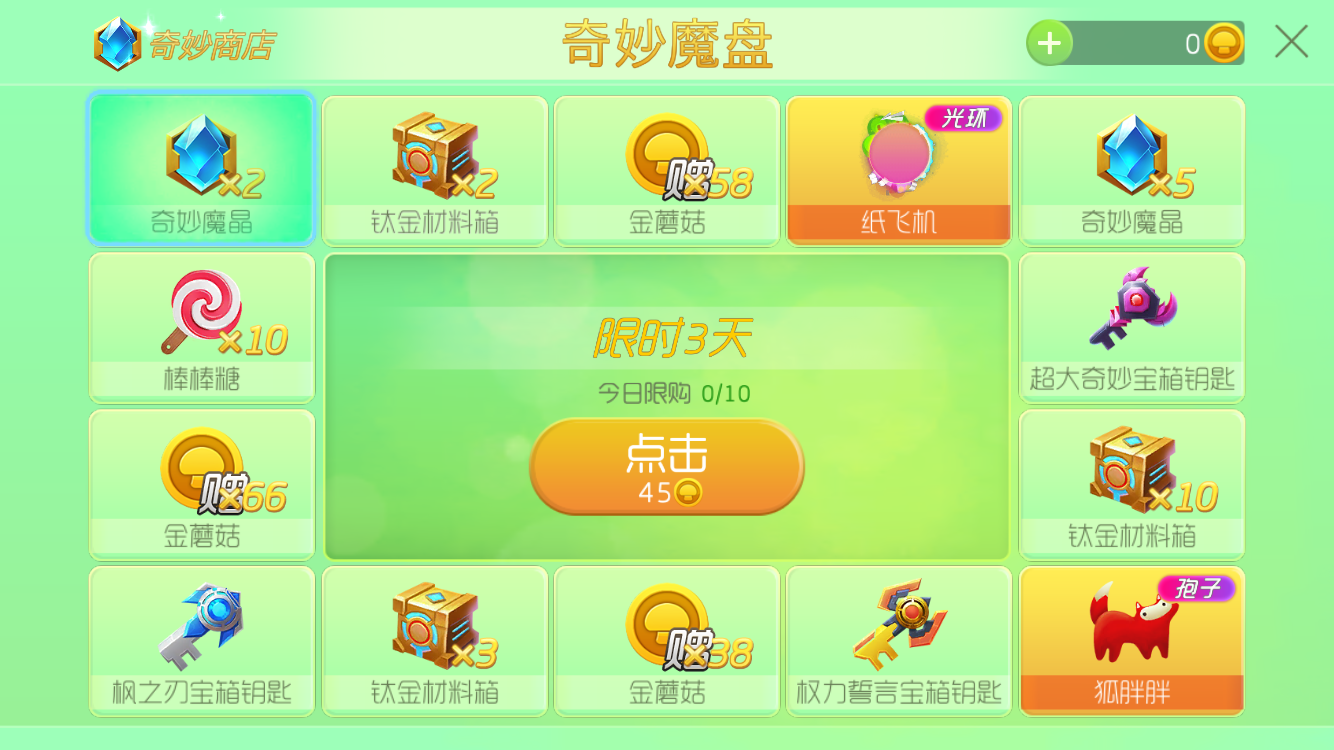 奇妙商店
奇妙魔盘
0
×2
奇妙魔晶
×2
钛金材料箱
赠×58
金蘑菇
光环
纸飞机
×5
奇妙魔晶
×10
棒棒糖
限时3天
今日限购 0/10
点击
45
超大奇妙宝箱钥匙
赠×66
金蘑菇
×10
钛金材料箱
枫之刃宝箱钥匙
×3
钛金材料箱
赠×38
金蘑菇
权力誓言宝箱钥匙
孢子
狐胖胖